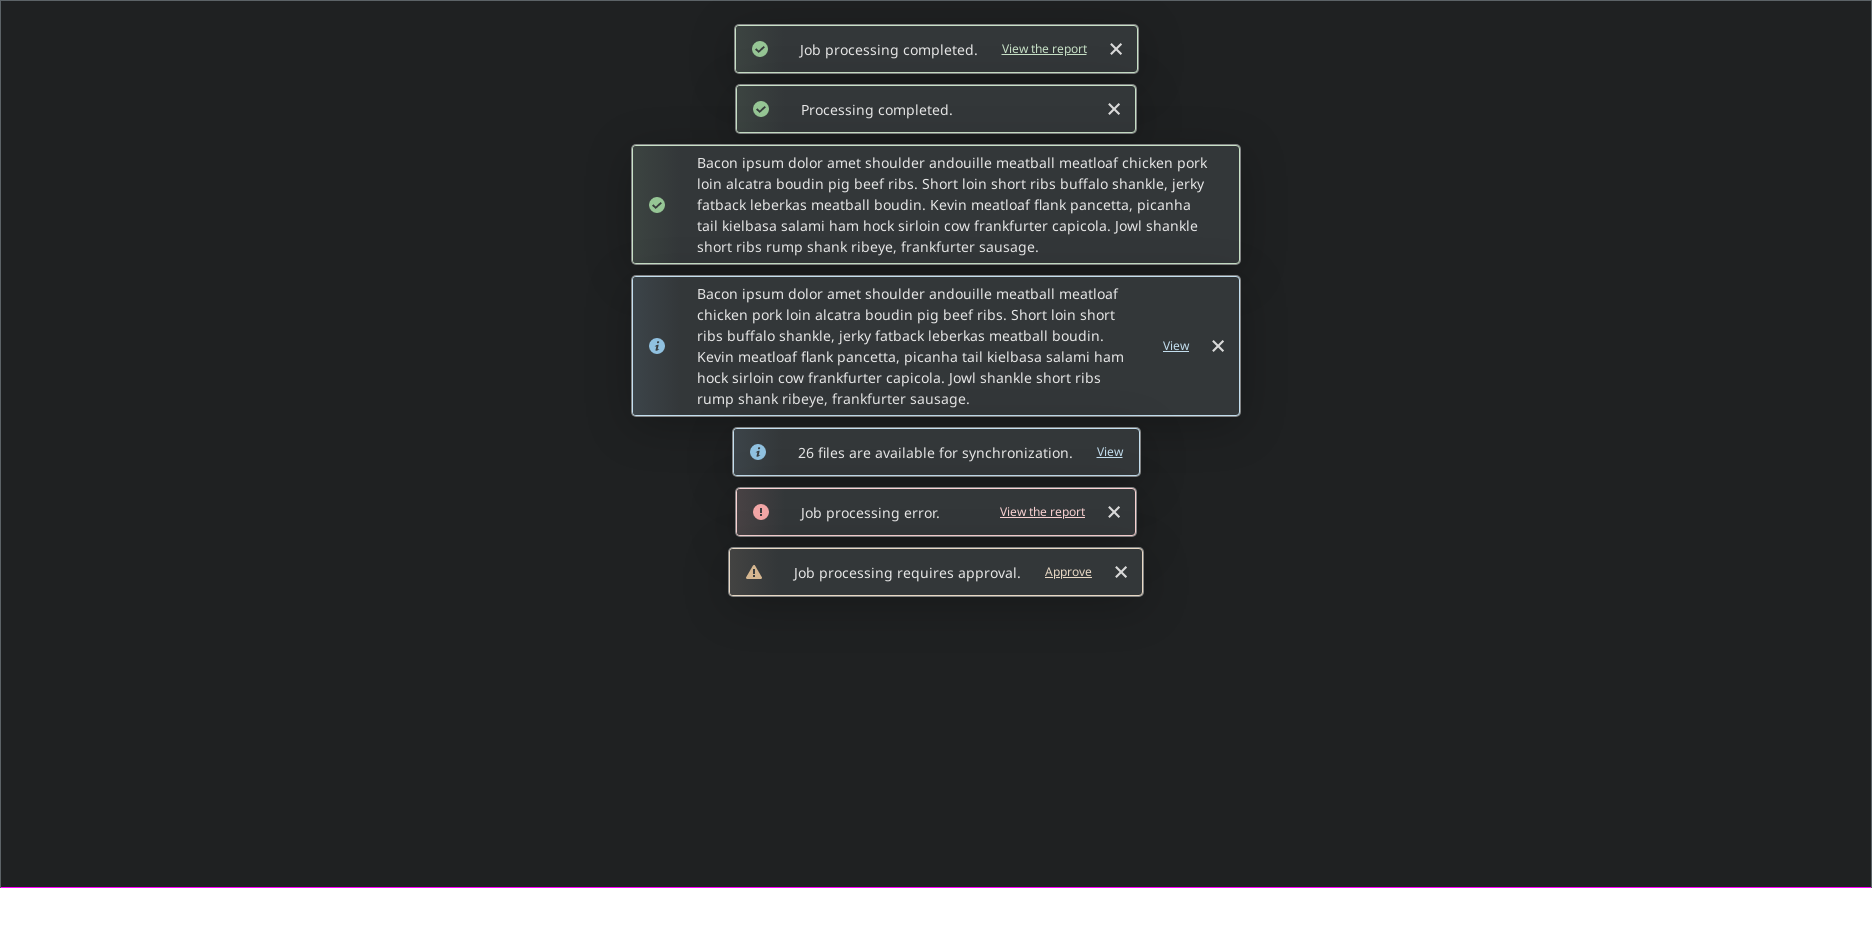 Job processing completed. View the report
Processing completed.
Bacon ipsum dolor amet shoulder andouille meatball meatloaf chicken pork
loin alcatra boudin pig beef ribs. Short loin short ribs buffalo shankle, jerky
fatback leberkas meatball boudin. Kevin meatloaf flank pancetta, picanha
tail kielbasa salami ham hock sirloin cow frankfurter capicola. Jowl shankle
short ribs rump shank ribeye, frankfurter sausage.
Bacon ipsum dolor amet shoulder andouille meatball meatloaf
chicken pork loin alcatra boudin pig beef ribs. Short loin short
ribs buffalo shankle, jerky fatback leberkas meatball boudin.
Kevin meatloaf flank pancetta, picanha tail kielbasa salami ham
hock sirloin cow frankfurter capicola. Jowl shankle short ribs
rump shank ribeye, frankfurter sausage.
View
26 files are available for synchronization. View
Job processing error. View the report
Job processing requires approval. Approve